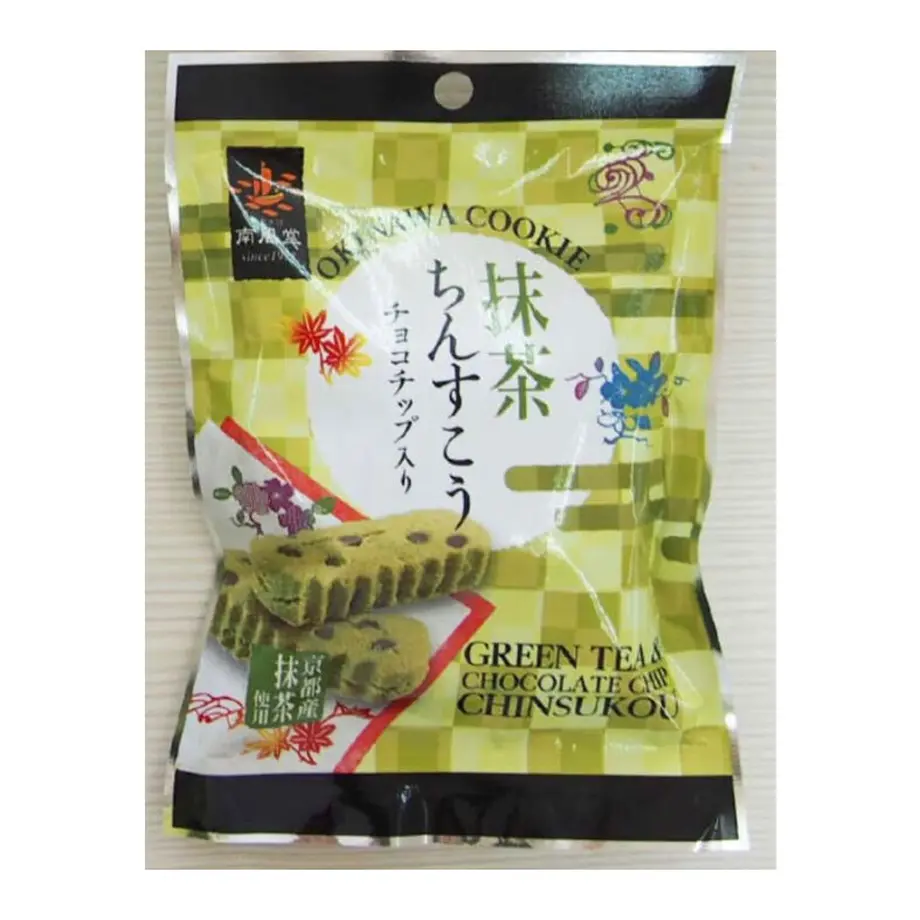 南風堂
OKINAWA COOKIE
抹茶
ちんすこう
チョコチップ入り
京都産
抹茶
使用
GREEN TEA &
CHOCOLATE CHIP
CHINSUKOU